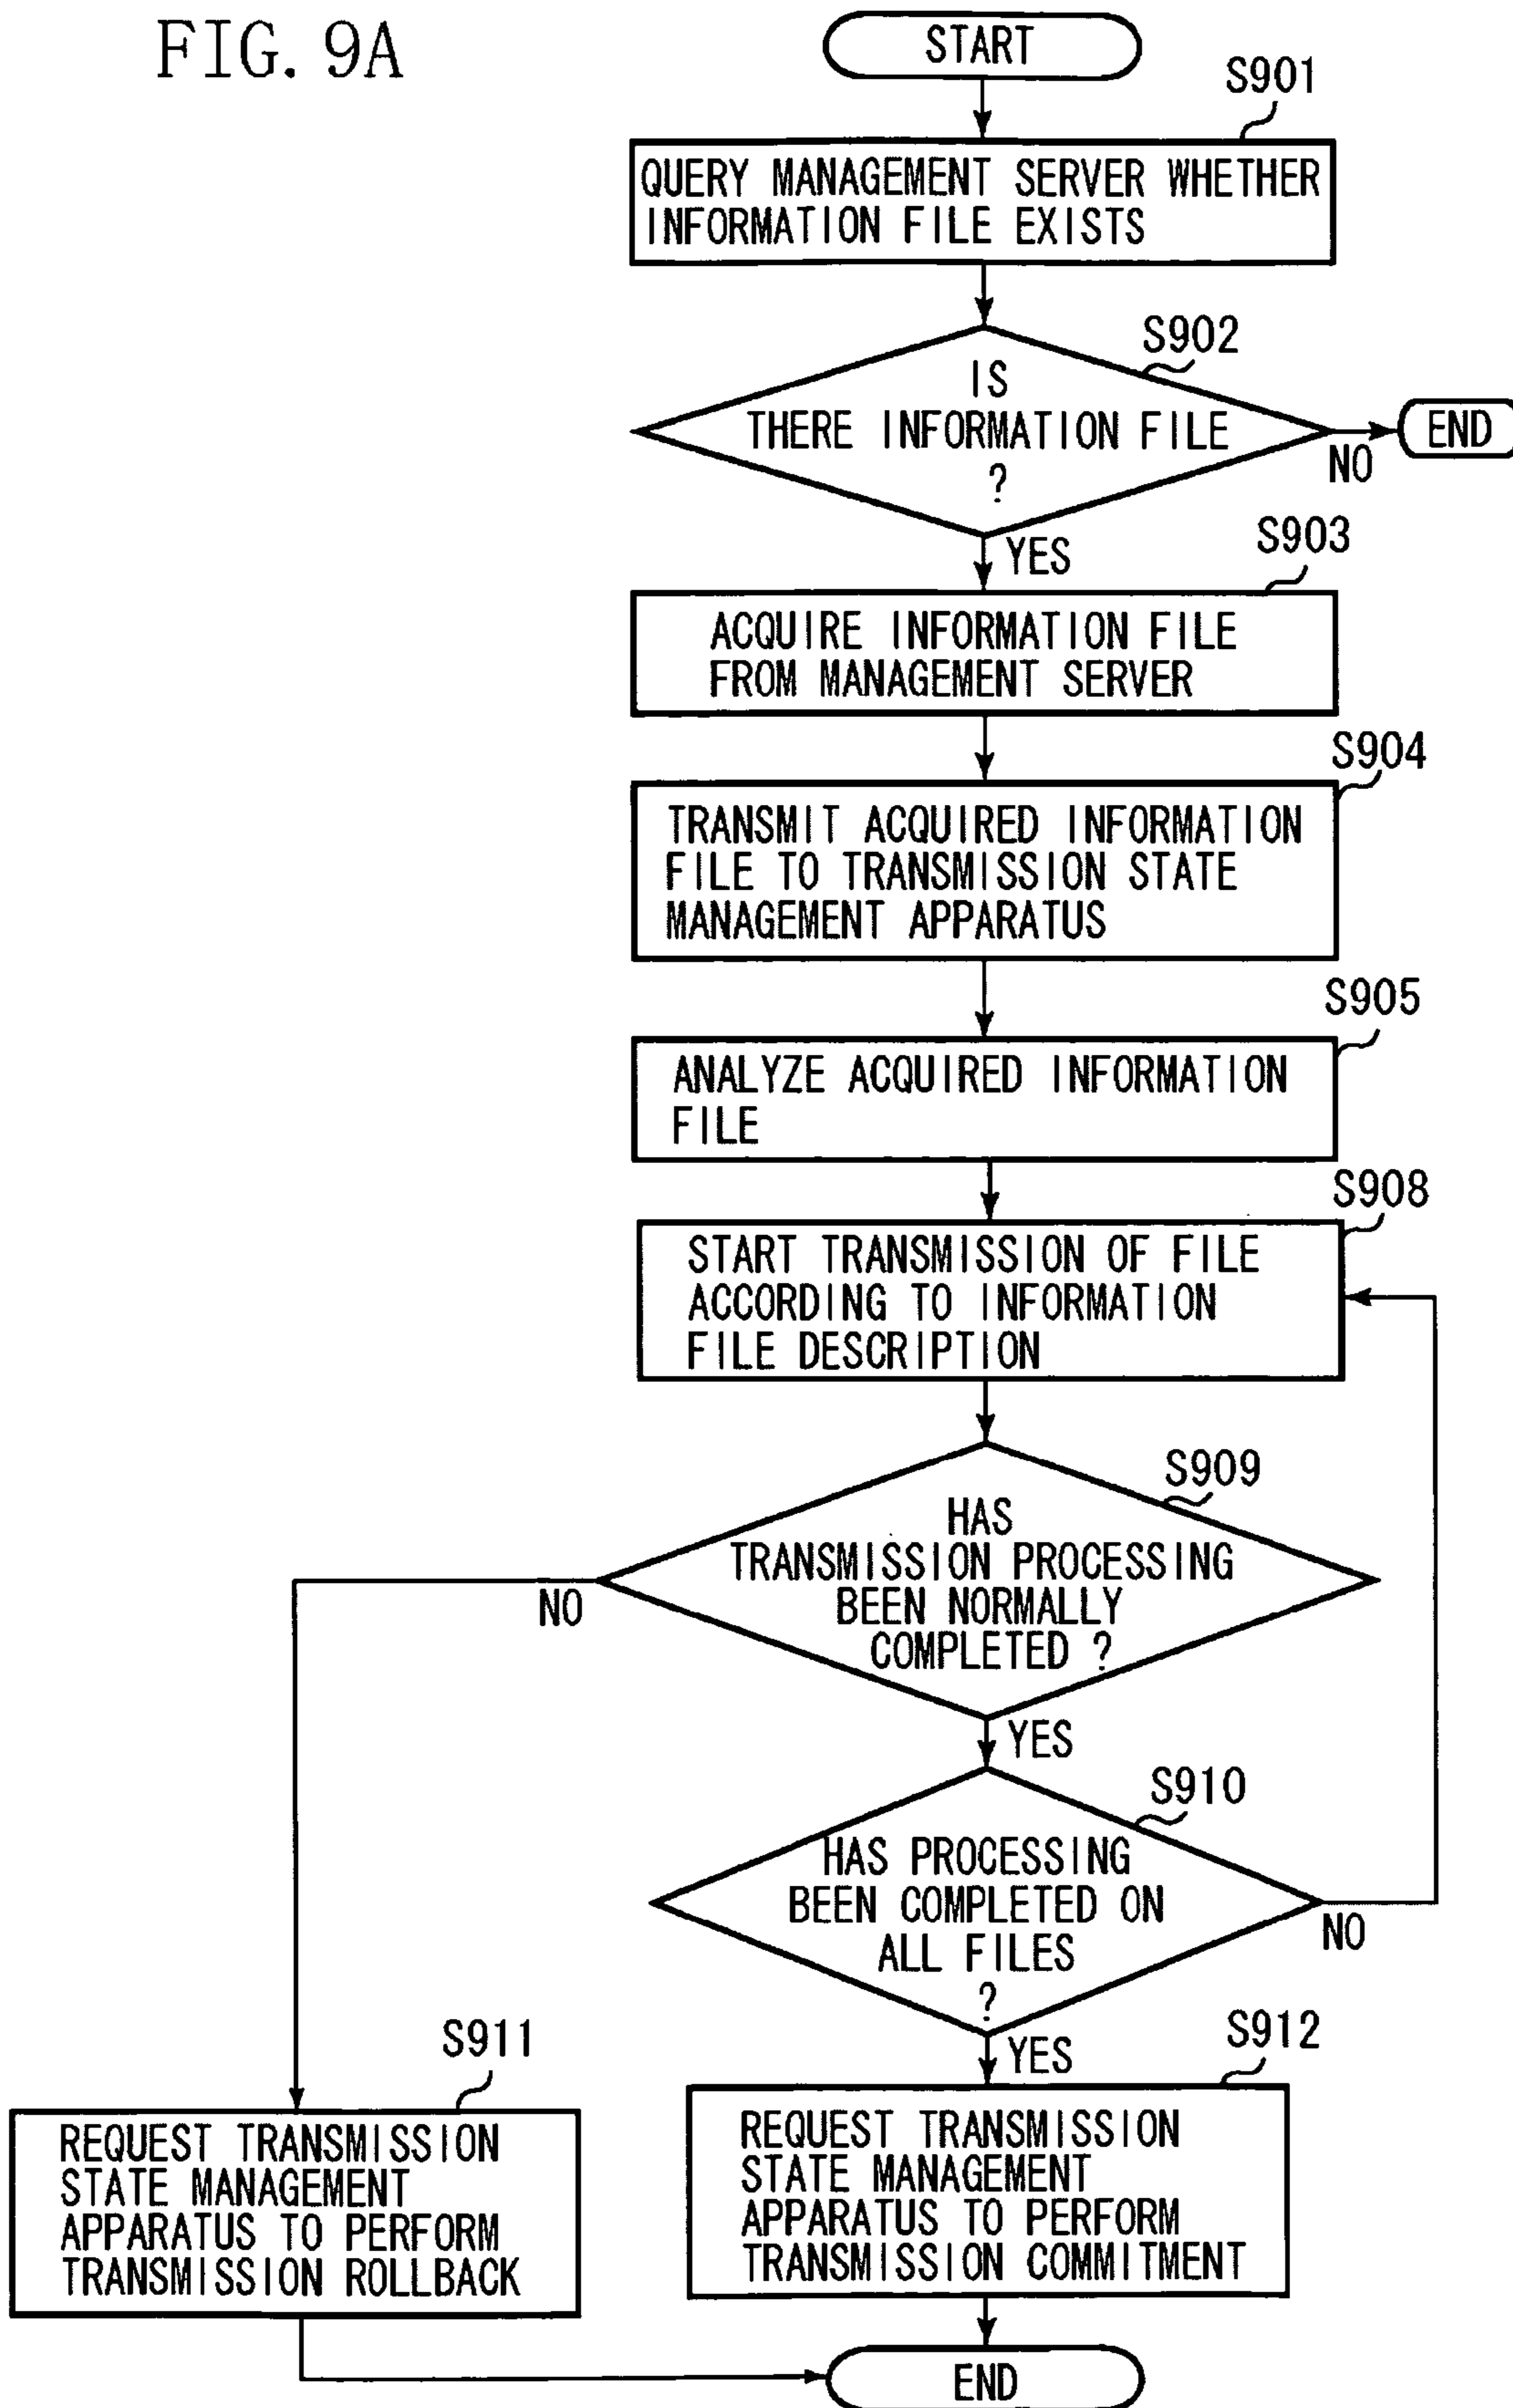 FIG. 9A
START
S901
QUERY MANAGEMENT SERVER WHETHER
INFORMATION FILE EXISTS
S902
IS
THERE INFORMATION FILE
?
NO
END
YES
S903
ACQUIRE INFORMATION FILE
FROM MANAGEMENT SERVER
S904
TRANSMIT ACQUIRED INFORMATION
FILE TO TRANSMISSION STATE
MANAGEMENT APPARATUS
S905
ANALYZE ACQUIRED INFORMATION
FILE
S908
START TRANSMISSION OF FILE
ACCORDING TO INFORMATION
FILE DESCRIPTION
S909
HAS
TRANSMISSION PROCESSING
BEEN NORMALLY
COMPLETED ?
NO
YES
S910
HAS PROCESSING
BEEN COMPLETED ON
ALL FILES
?
NO
YES
S911
REQUEST TRANSMISSION
STATE MANAGEMENT
APPARATUS TO PERFORM
TRANSMISSION ROLLBACK
S912
REQUEST TRANSMISSION
STATE MANAGEMENT
APPARATUS TO PERFORM
TRANSMISSION COMMITMENT
END